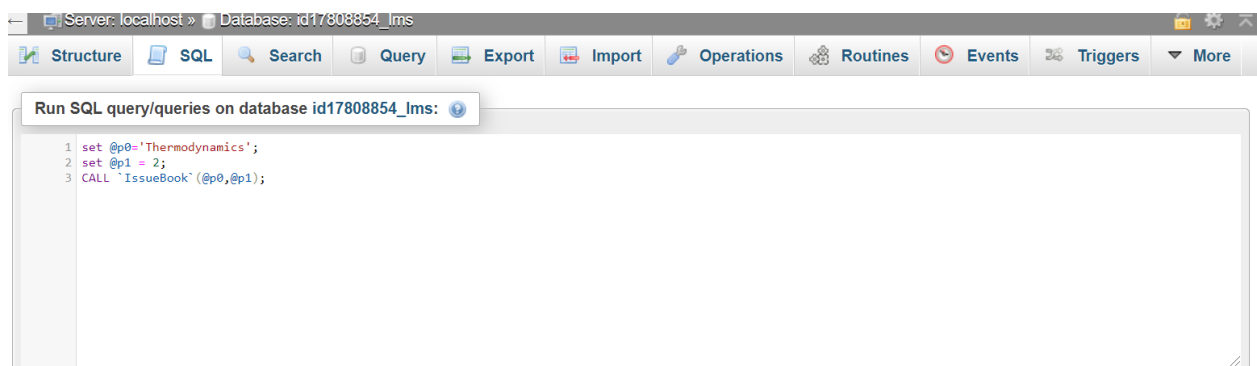 Server: localhost » Database: id17808854_lms
Structure SQL Search Query Export Import Operations Routines Events Triggers More
Run SQL query/queries on database id17808854_lms:
1 set @p0='Thermodynamics';
2 set @p1 = 2;
3 CALL `IssueBook`(@p0,@p1);